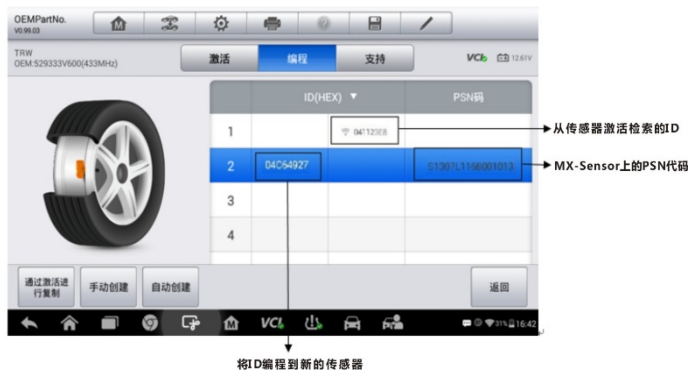 OEMPartNo.
V0.99.03
TRW
OEM:529333V600(433MHz)
激活
编程
支持
VCI
12.61V
ID(HEX) ▼
PSN码
1
从传感器激活检索的ID
2
04C64927
S1307L1158001013
MX-Sensor上的PSN代码
3
4
通过激活进
行复制
手动创建
自动创建
返回
VCI
31%
16:42
将ID编程到新的传感器